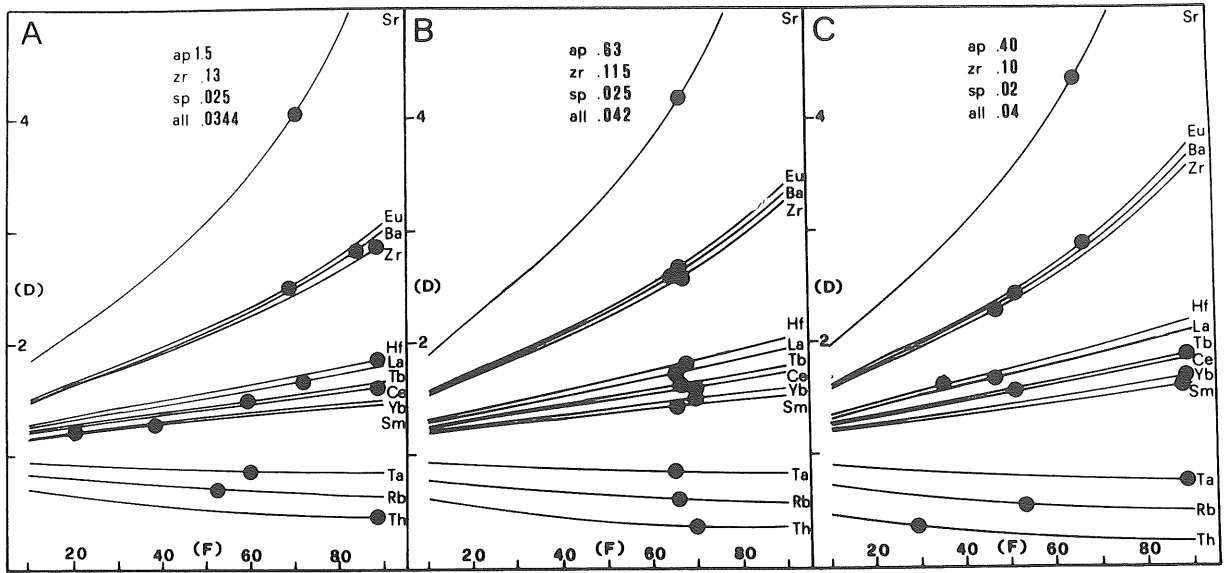 A
ap 1.5
zr .13
sp .025
all .0344
Sr
4
Eu
Ba
Zr
(D)
2
Hf
La
Tb
Ce
Yb
Sm
Ta
Rb
Th
20 (F) 60 80
B
ap .63
zr .115
sp .025
all .042
Sr
4
Eu
Ba
Zr
(D)
2
Hf
La
Tb
Ce
Yb
Sm
Ta
Rb
Th
20 40 (F) 60 80
C
ap .40
zr .10
sp .02
all .04
Sr
4
Eu
Ba
Zr
(D)
2
Hf
La
Tb
Ce
Yb
Sm
Ta
Rb
Th
20 40 (F) 60 80